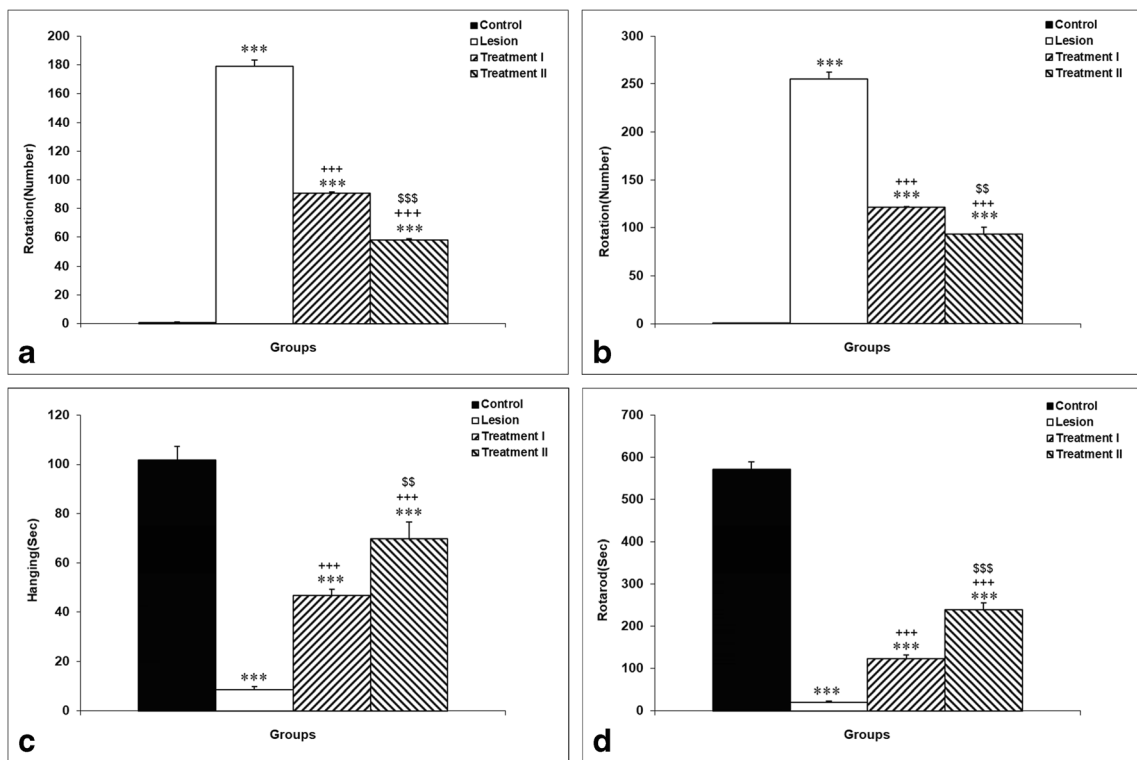 Control
Lesion
Treatment I
Treatment II
200
180
160
140
120
100
80
60
40
20
0
Rotation(Number)
***
+++
***
$$$
+++
***
Groups
a
Control
Lesion
Treatment I
Treatment II
300
250
200
150
100
50
0
Rotation(Number)
***
+++
***
$$
+++
***
Groups
b
Control
Lesion
Treatment I
Treatment II
120
100
80
60
40
20
0
Hanging(Sec)
***
+++
***
$$
+++
***
Groups
c
Control
Lesion
Treatment I
Treatment II
700
600
500
400
300
200
100
0
Rotarod(Sec)
***
+++
***
$$$
+++
***
Groups
d